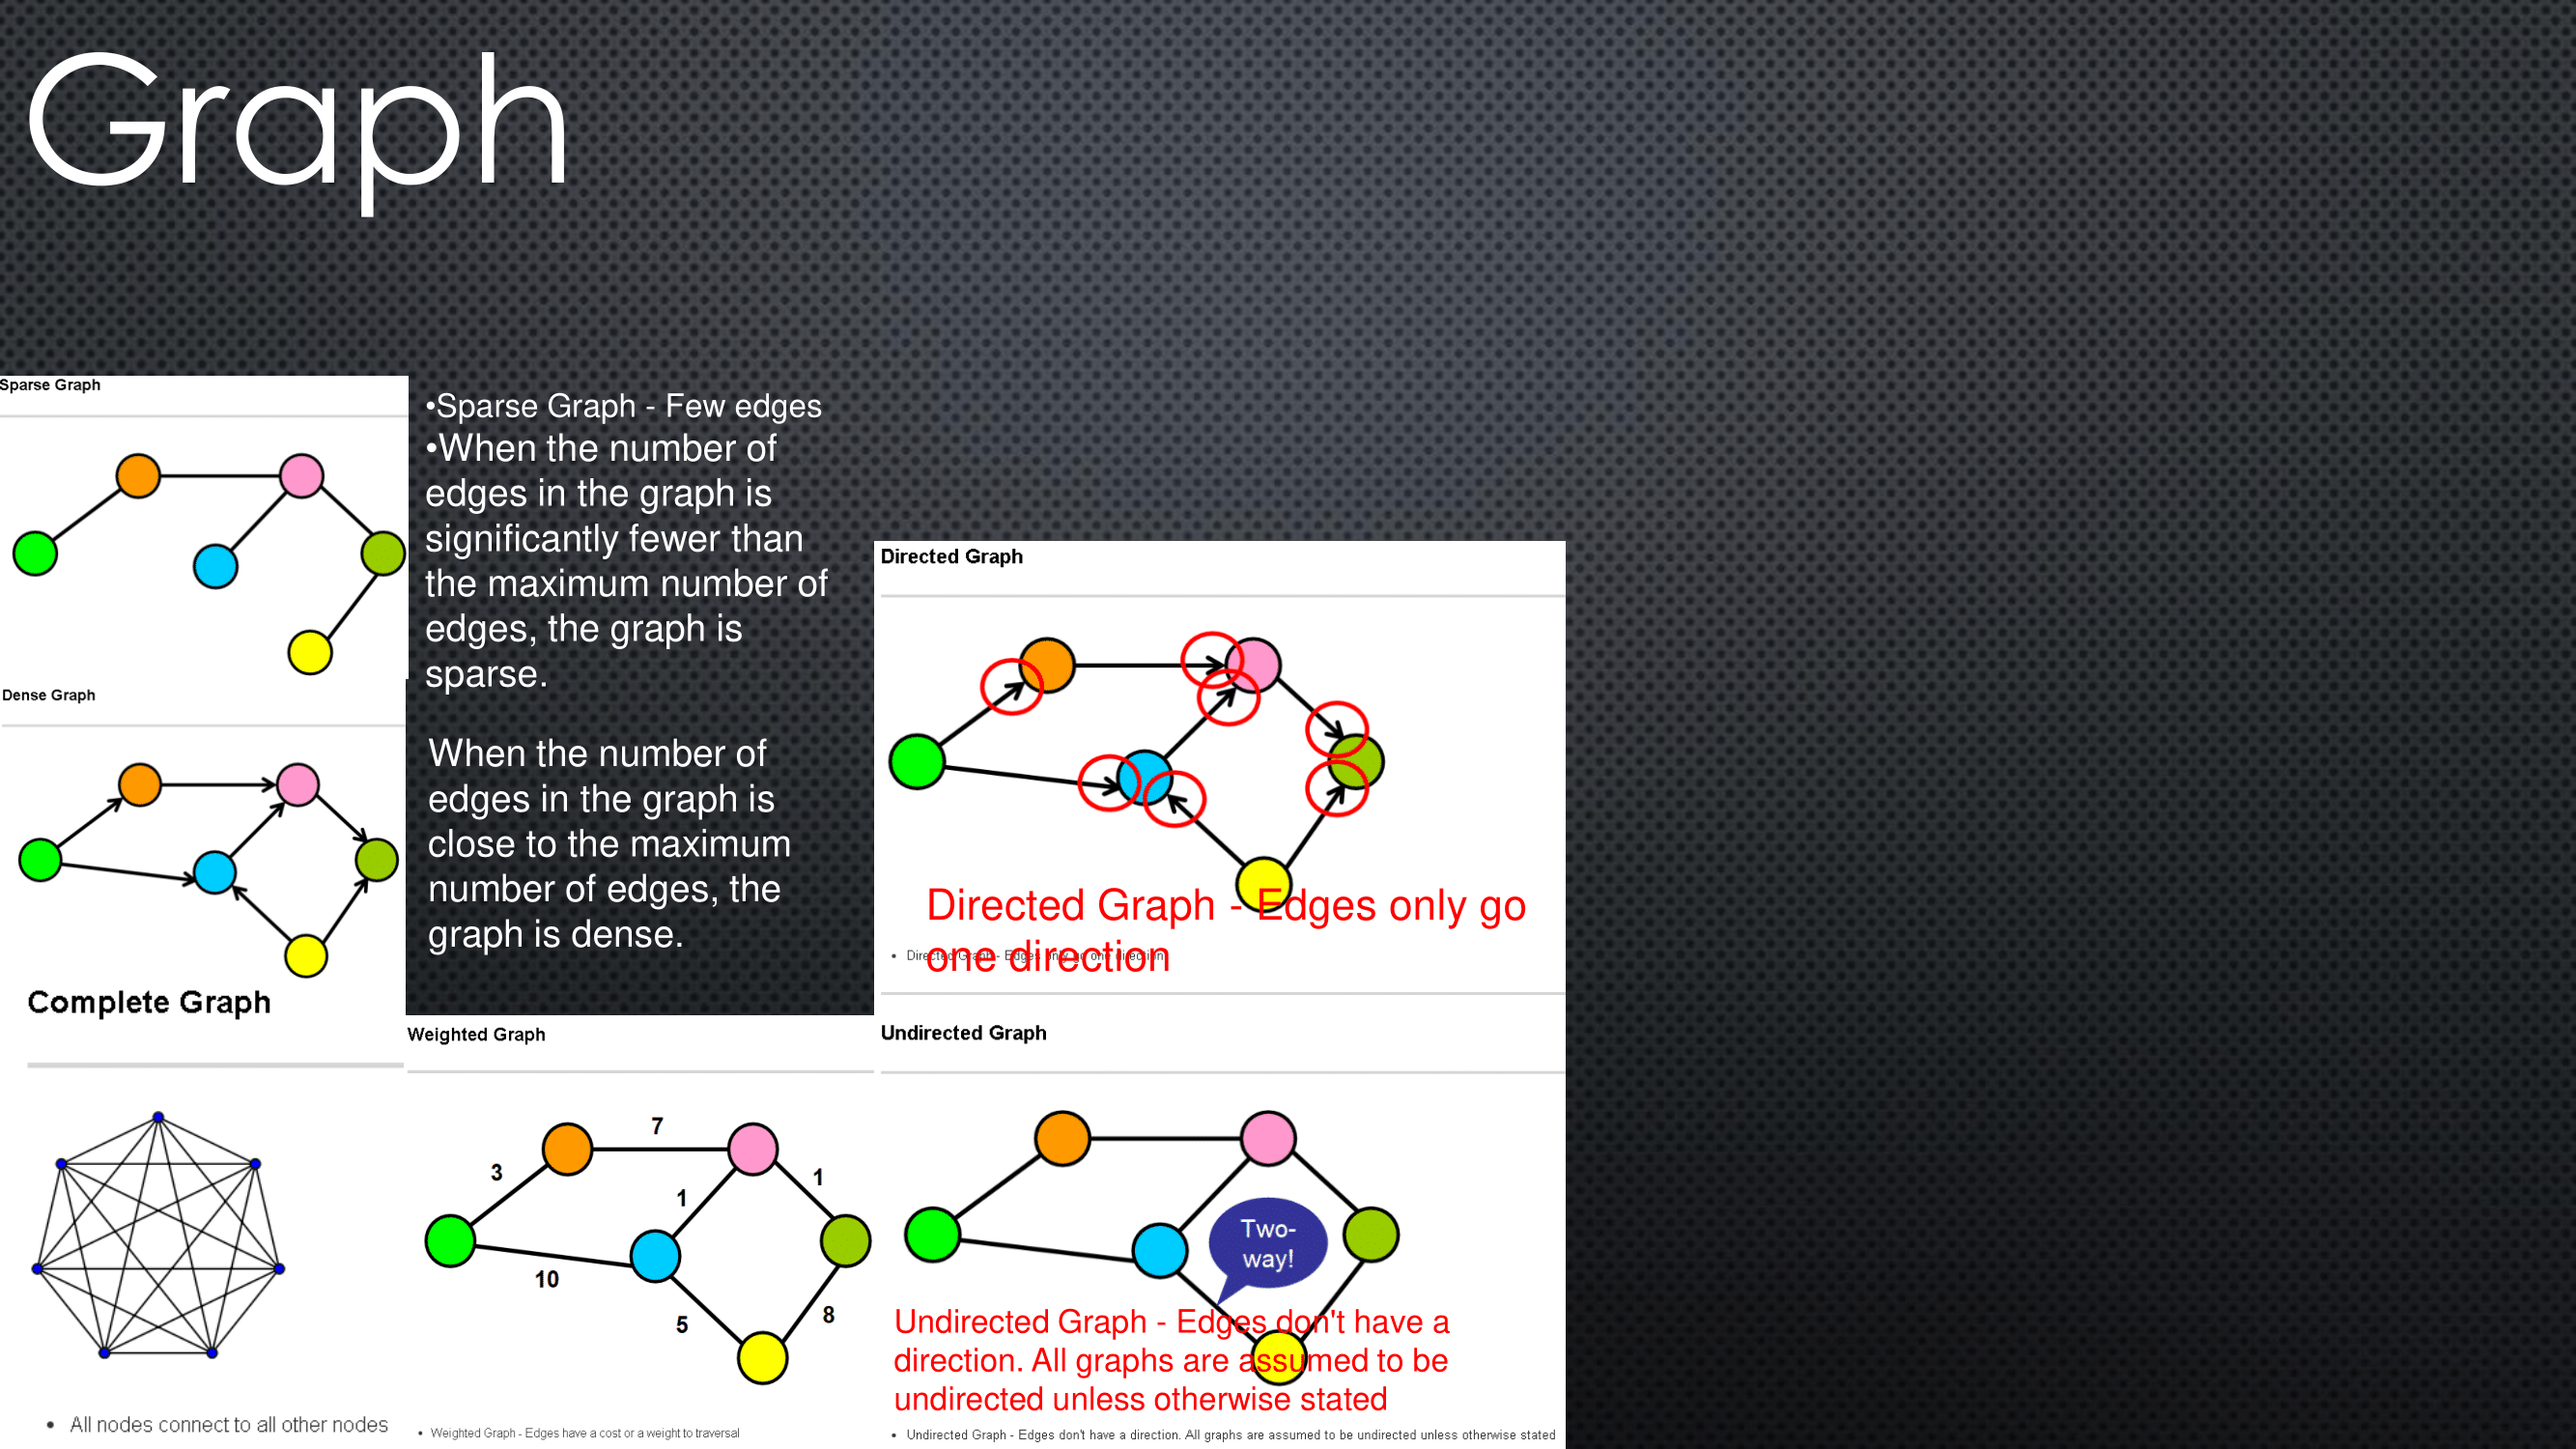 Graph
Sparse Graph
•Sparse Graph - Few edges
•When the number of
edges in the graph is
significantly fewer than
the maximum number of
edges, the graph is
sparse.
Dense Graph
When the number of
edges in the graph is
close to the maximum
number of edges, the
graph is dense.
Complete Graph
• All nodes connect to all other nodes
Weighted Graph
7
3
1
1
10
5
8
• Weighted Graph - Edges have a cost or a weight to traversal
Directed Graph
Directed Graph - Edges only go
one direction
• Directed Graph - Edges only go one direction
Undirected Graph
Two-
way!
Undirected Graph - Edges don't have a
direction. All graphs are assumed to be
undirected unless otherwise stated
• Undirected Graph - Edges don't have a direction. All graphs are assumed to be undirected unless otherwise stated